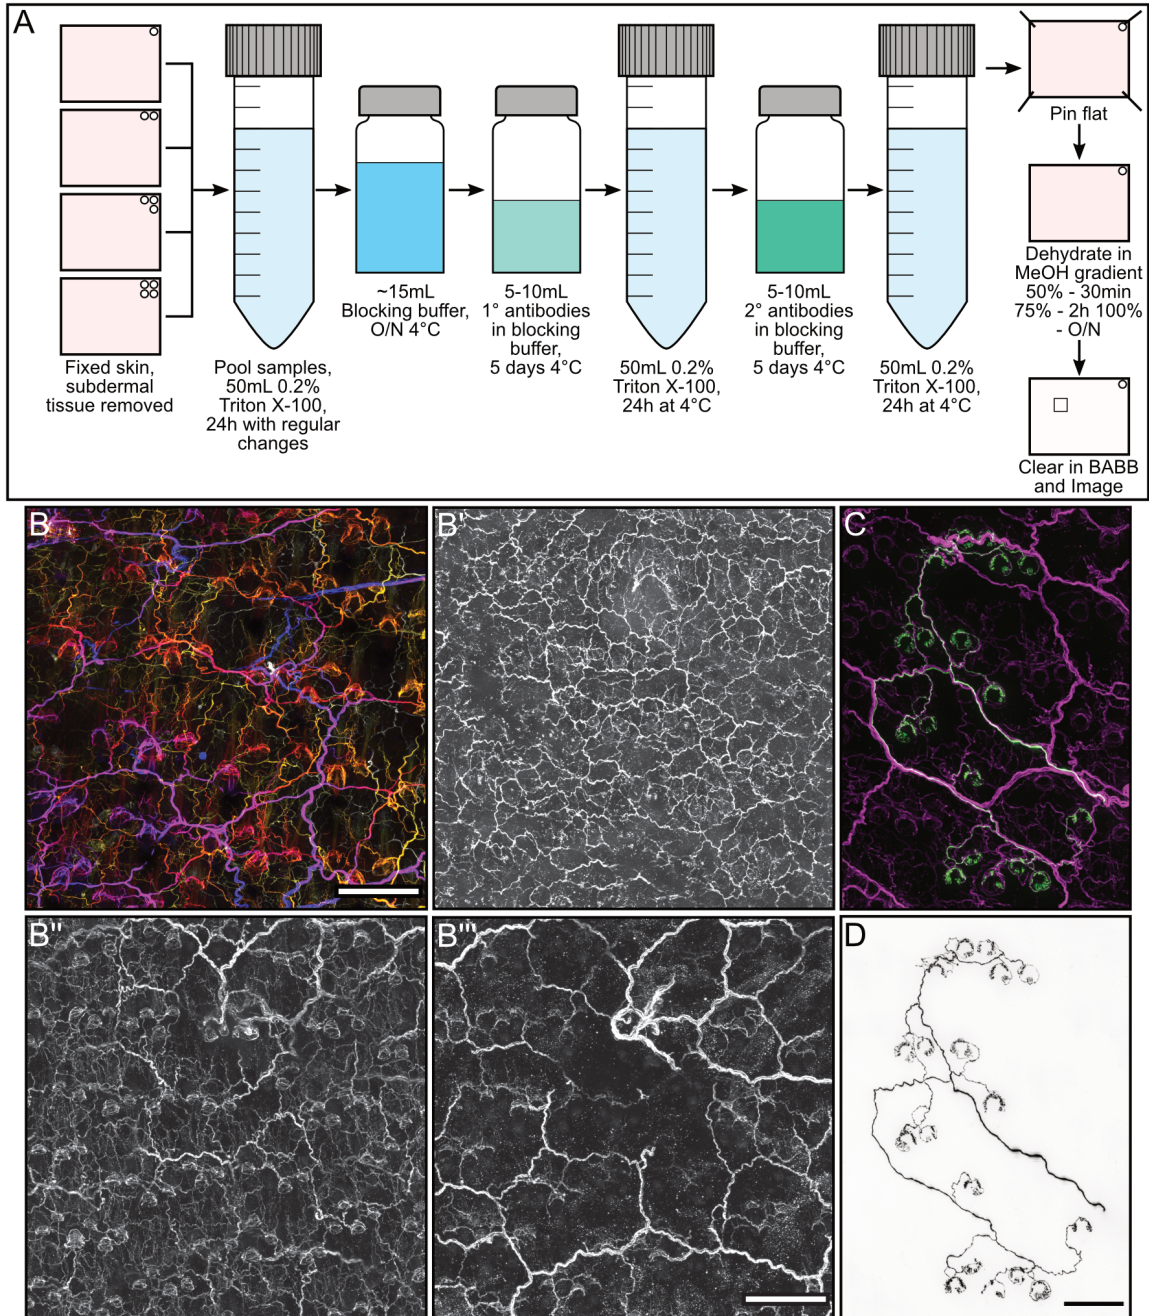 A
Fixed skin,
subdermal
tissue removed
Pool samples,
50mL 0.2%
Triton X-100,
24h with regular
changes
~15mL
Blocking buffer,
O/N 4°C
5-10mL
1° antibodies
in blocking
buffer,
5 days 4°C
50mL 0.2%
Triton X-100,
24h at 4°C
5-10mL
2° antibodies
in blocking
buffer,
5 days 4°C
50mL 0.2%
Triton X-100,
24h at 4°C
Pin flat
Dehydrate in
MeOH gradient
50% - 30min
75% - 2h 100%
- O/N
Clear in BABB
and Image
B
B'
C
B''
B'''
D